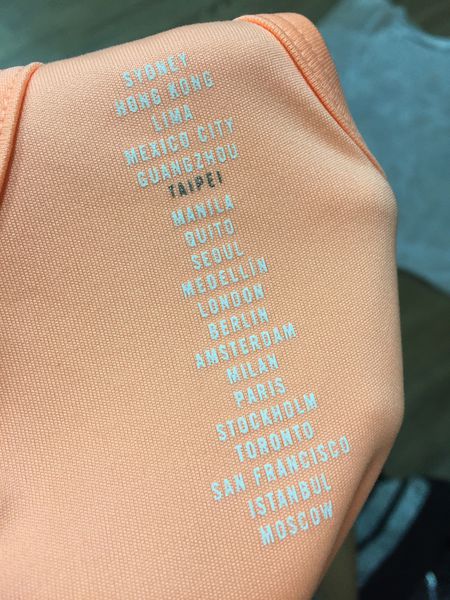 SYDNEY
HONG KONG
LIMA
MEXICO CITY
GUANGZHOU
TAIPEI
MANILA
QUITO
SEOUL
MEDELLIN
LONDON
BERLIN
AMSTERDAM
MILAN
PARIS
STOCKHOLM
TORONTO
SAN FRANCISCO
ISTANBUL
MOSCOW